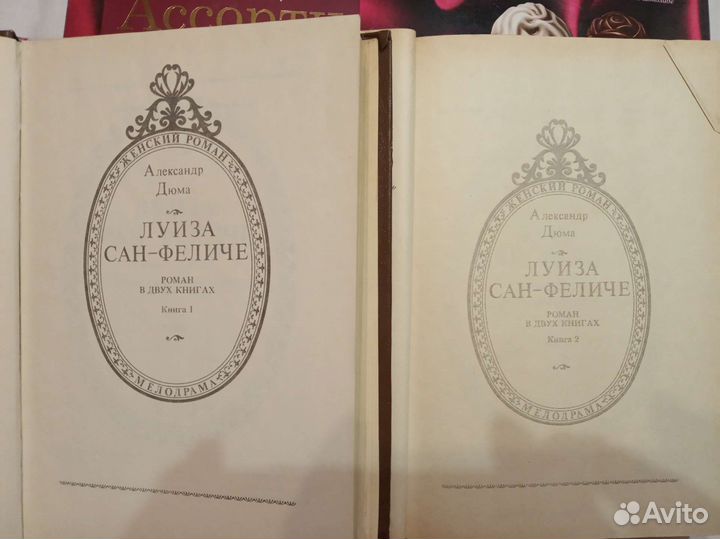 Ассорти
ЖЕНСКИЙ РОМАН
Александр
Дюма
ЛУИЗА
САН-ФЕЛИЧЕ
РОМАН
В ДВУХ КНИГАХ
Книга 1
МЕЛОДРАМА
ЖЕНСКИЙ РОМАН
Александр
Дюма
ЛУИЗА
САН-ФЕЛИЧЕ
РОМАН
В ДВУХ КНИГАХ
Книга 2
МЕЛОДРАМА
Avito